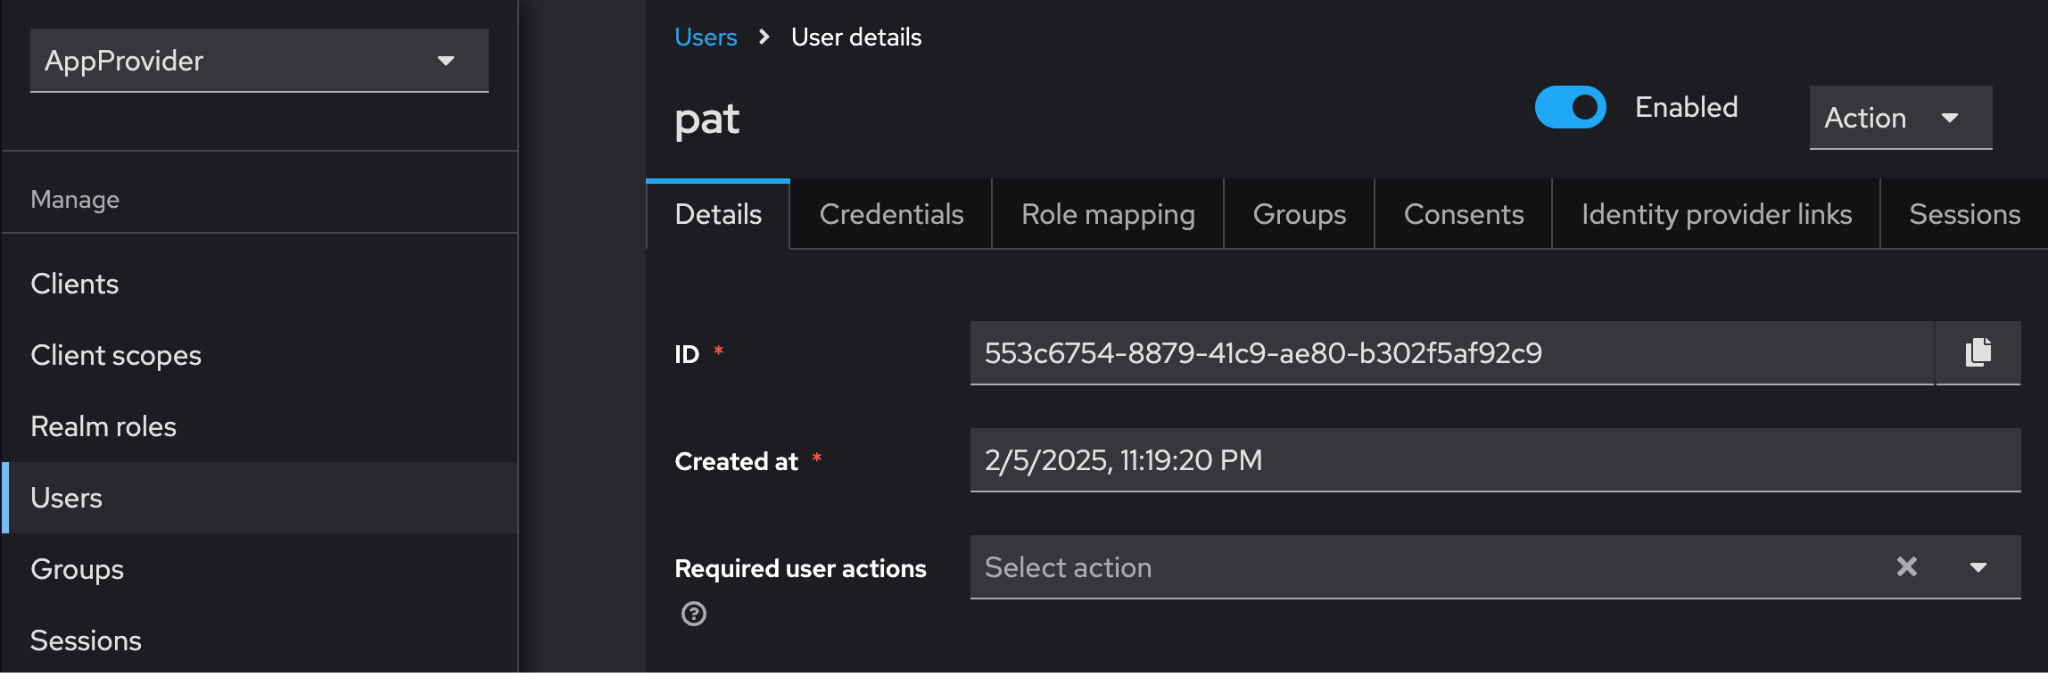 AppProvider
Manage
Clients
Client scopes
Realm roles
Users
Groups
Sessions
Users > User details
pat
Enabled
Action
Details Credentials Role mapping Groups Consents Identity provider links Sessions
ID *
553c6754-8879-41c9-ae80-b302f5af92c9
Created at *
2/5/2025, 11:19:20 PM
Required user actions
Select action